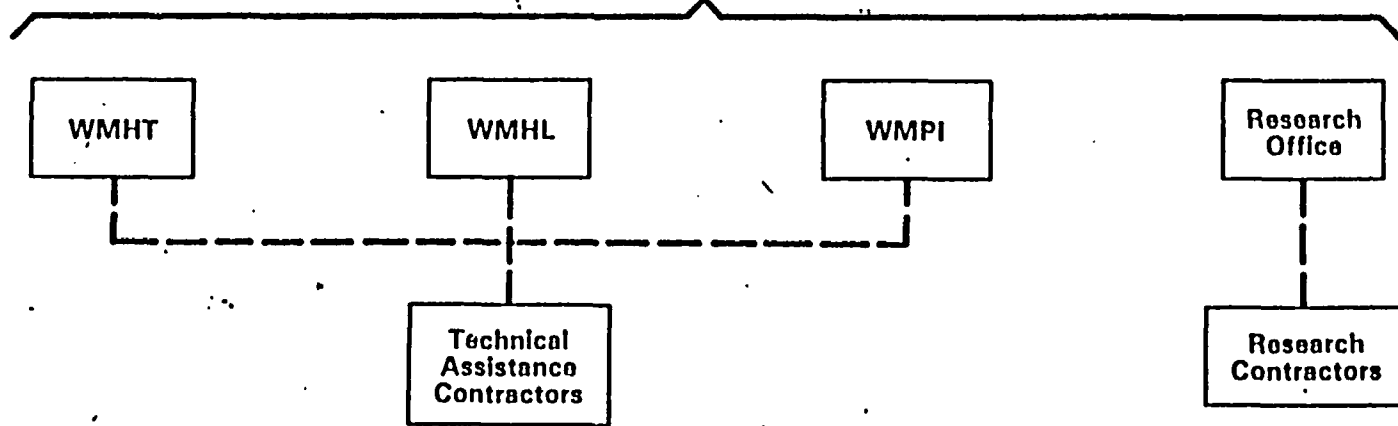 WMHT
WMHL
WMPI
Research
Office
Technical
Assistance
Contractors
Research
Contractors